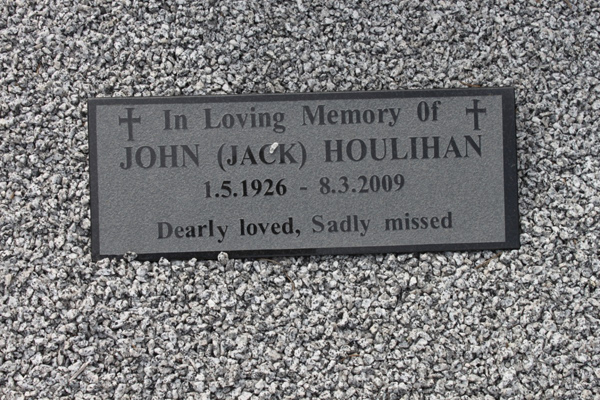 In Loving Memory Of
JOHN (JACK) HOULIHAN
1.5.1926 - 8.3.2009
Dearly loved, Sadly missed